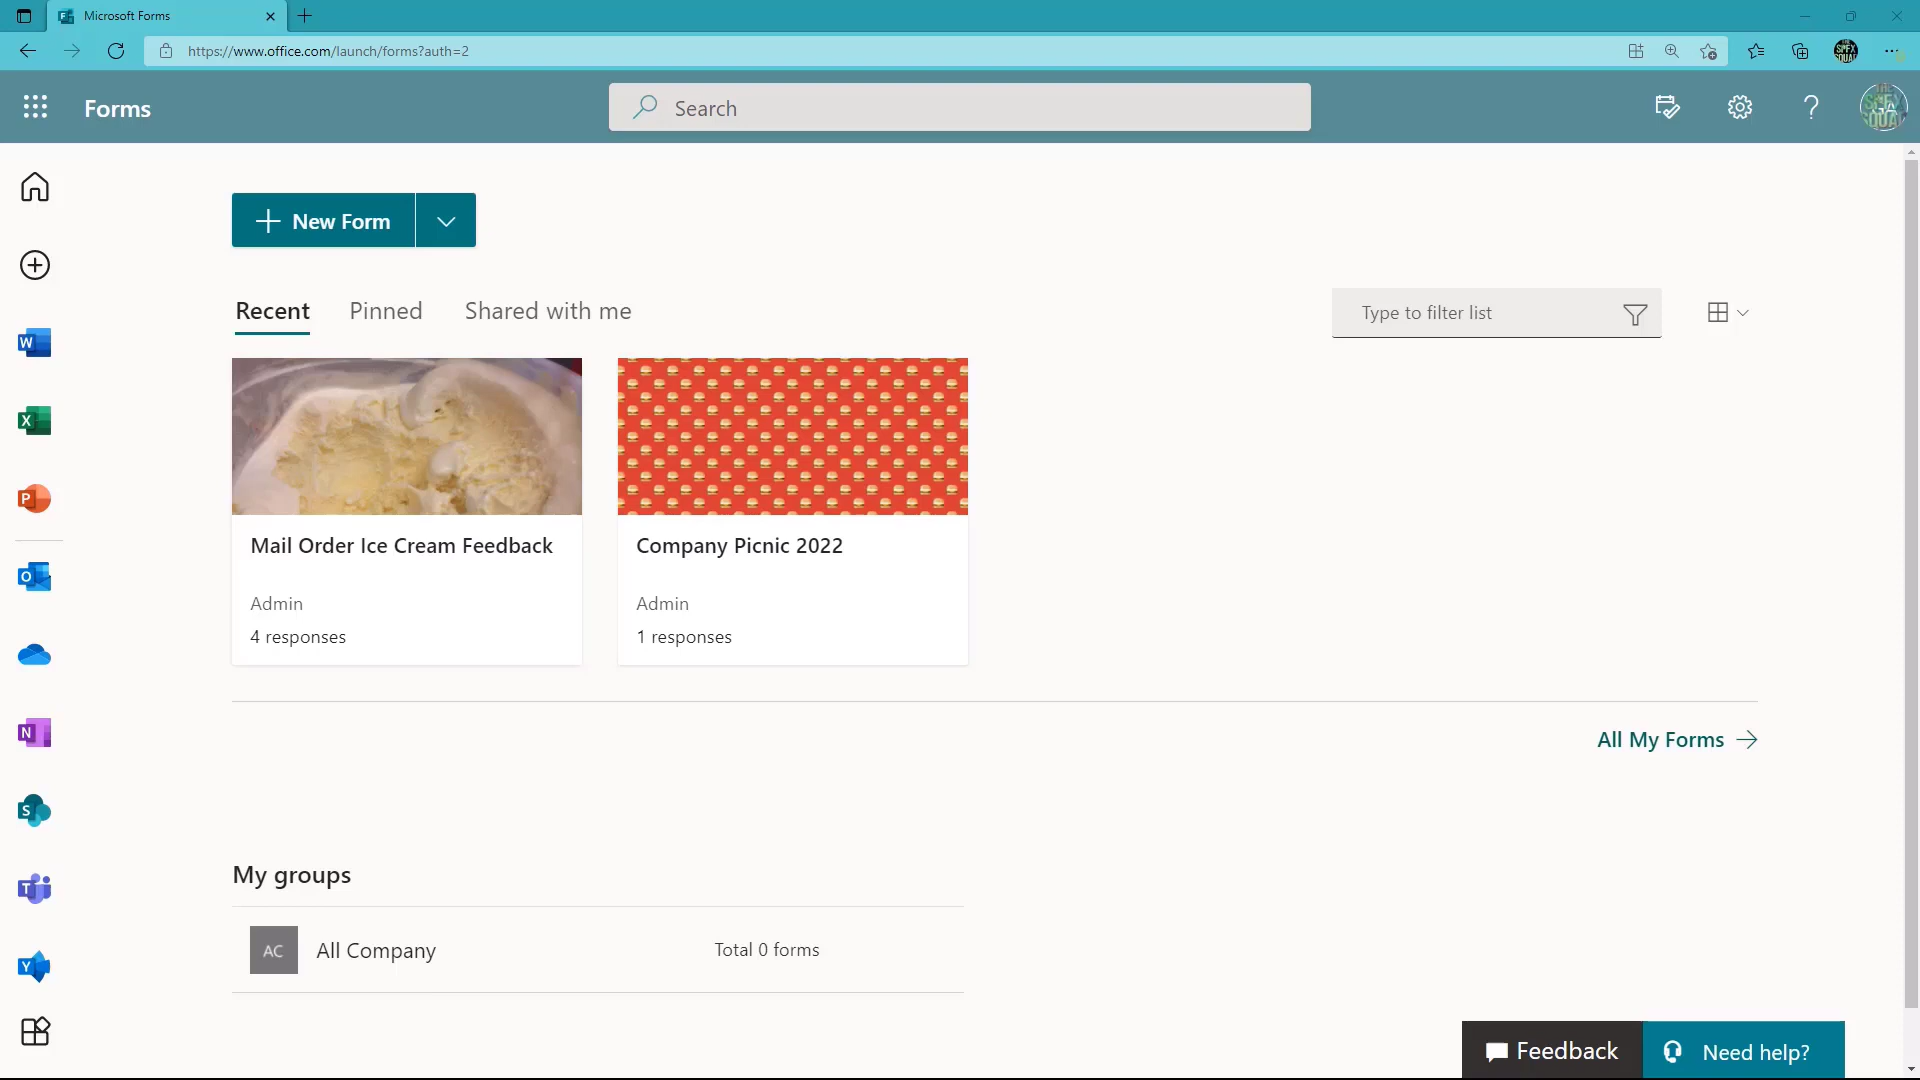 Microsoft Forms
https://www.office.com/launch/forms?auth=2
Forms
Search
New Form
Recent Pinned Shared with me
Type to filter list
Mail Order Ice Cream Feedback
Admin
4 responses
Company Picnic 2022
Admin
1 responses
All My Forms
My groups
AC All Company Total 0 forms
Feedback
Need help?